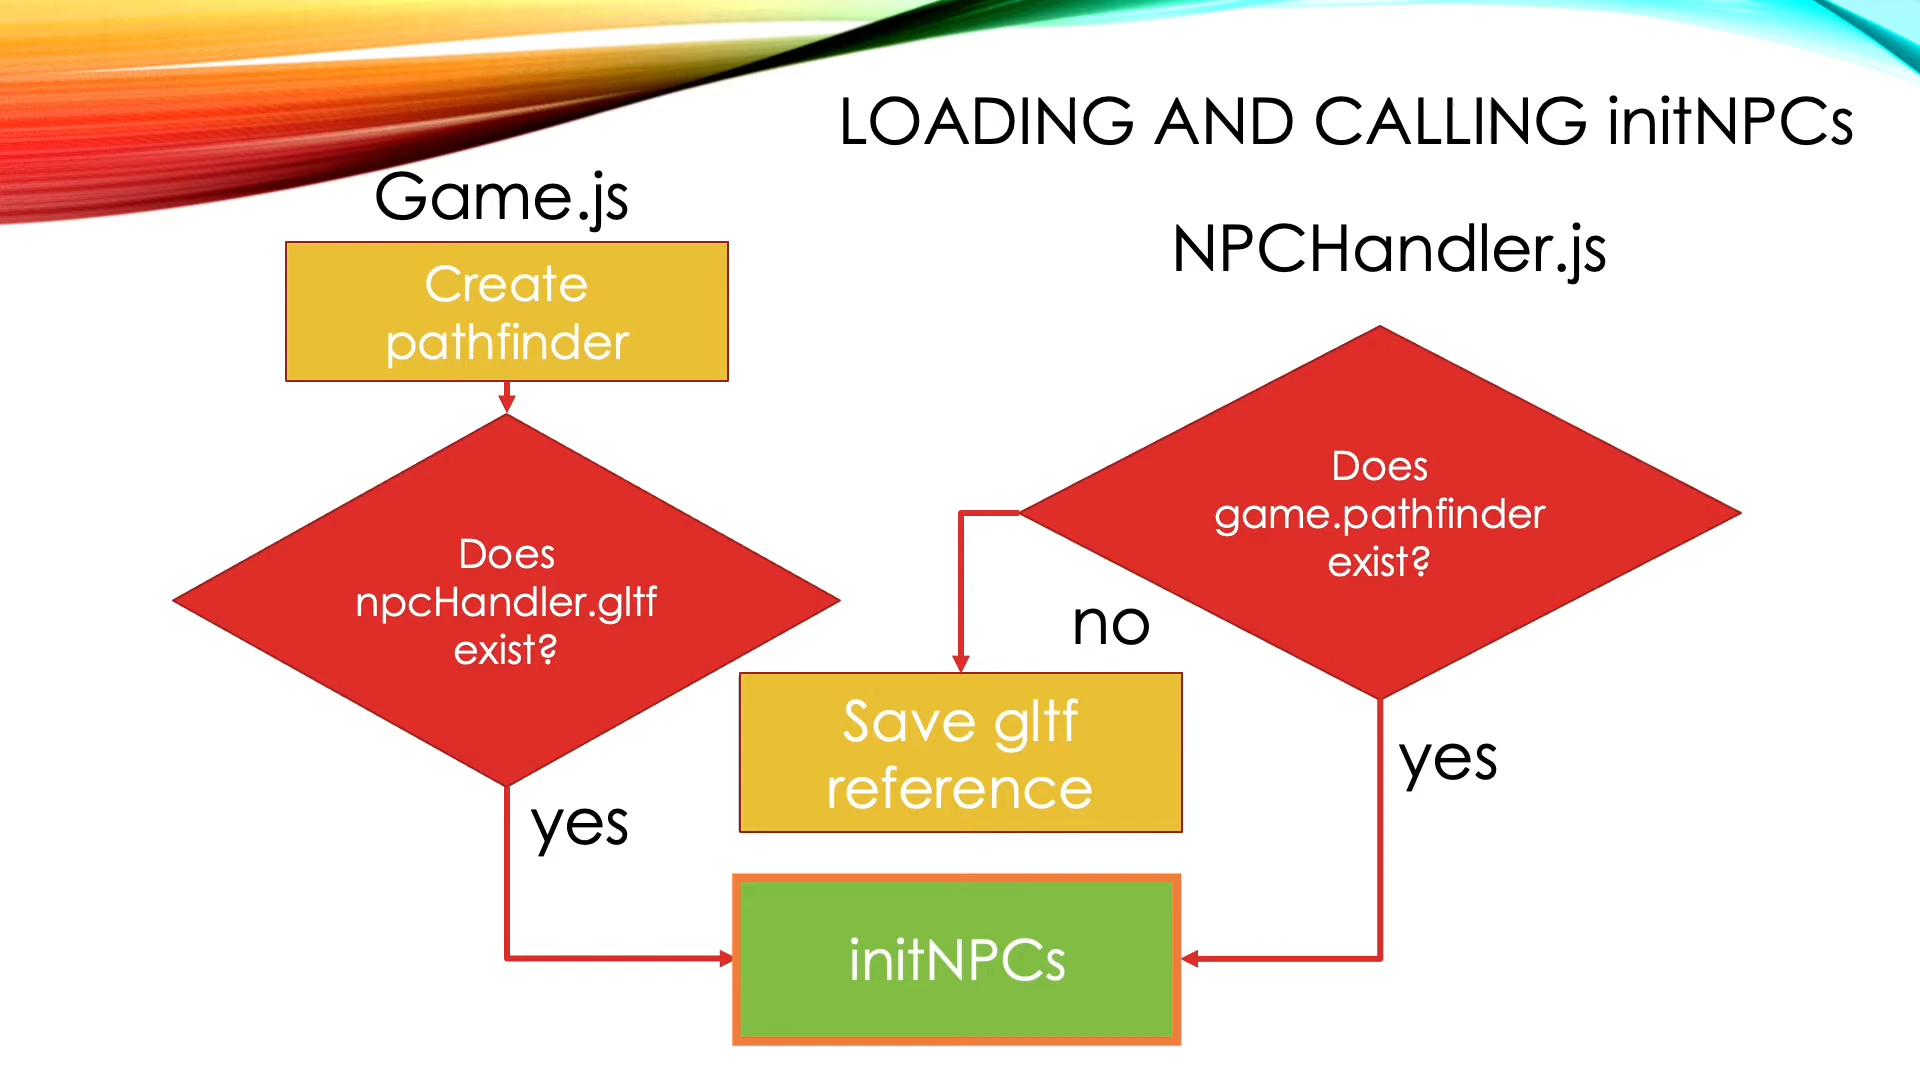 LOADING AND CALLING initNPCs
Game.js
Create
pathfinder
Does
npcHandler.gltf
exist?
yes
NPCHandler.js
Does
game.pathfinder
exist?
no
Save gltf
reference
yes
initNPCs